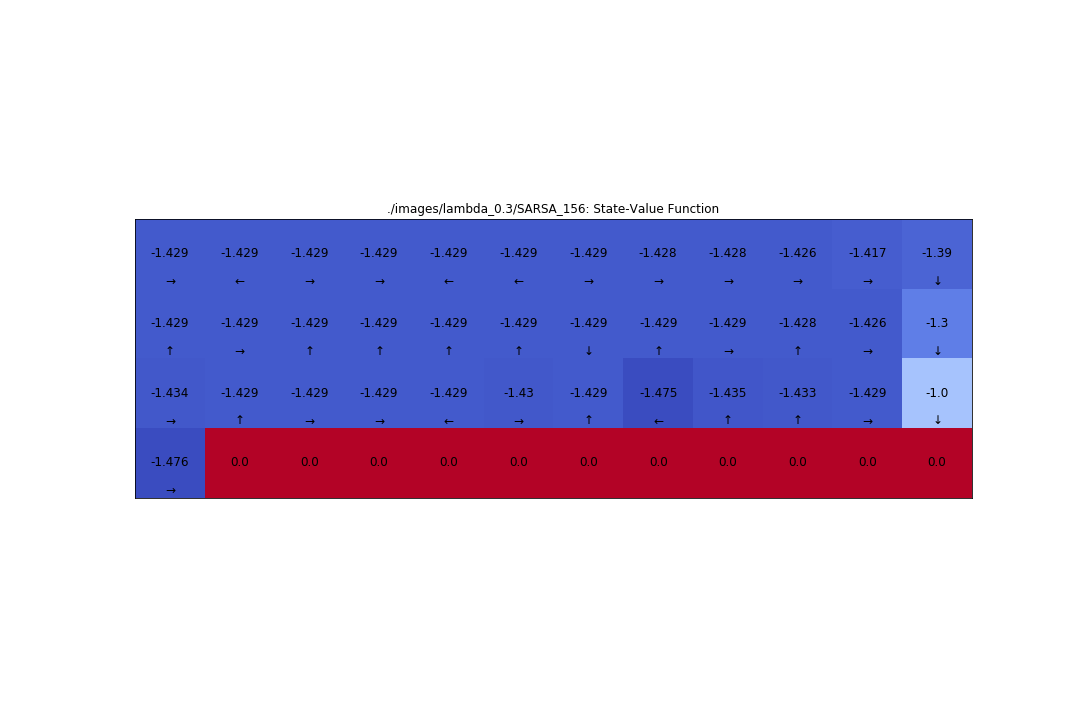 ./images/lambda_0.3/SARSA_156: State-Value Function
-1.429 -1.429 -1.429 -1.429 -1.429 -1.429 -1.429 -1.428 -1.428 -1.426 -1.417 -1.39
→ ← → → ← ← → → → → → ↓
-1.429 -1.429 -1.429 -1.429 -1.429 -1.429 -1.429 -1.429 -1.429 -1.428 -1.426 -1.3
↑ → ↑ ↑ ↑ ↑ ↓ ↑ → ↑ → ↓
-1.434 -1.429 -1.429 -1.429 -1.429 -1.43 -1.429 -1.475 -1.435 -1.433 -1.429 -1.0
→ ↑ → → ← → ↑ ← ↑ ↑ → ↓
-1.476 0.0 0.0 0.0 0.0 0.0 0.0 0.0 0.0 0.0 0.0 0.0
→